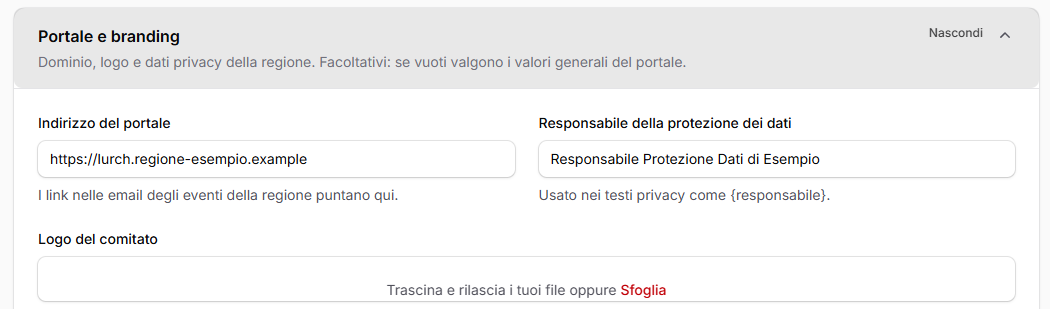 Portale e branding
Nascondi
Dominio, logo e dati privacy della regione. Facoltativi: se vuoti valgono i valori generali del portale.
Indirizzo del portale
Responsabile della protezione dei dati
https://lurch.regione-esempio.example
Responsabile Protezione Dati di Esempio
I link nelle email degli eventi della regione puntano qui.
Usato nei testi privacy come {responsabile}.
Logo del comitato
Trascina e rilascia i tuoi file oppure Sfoglia